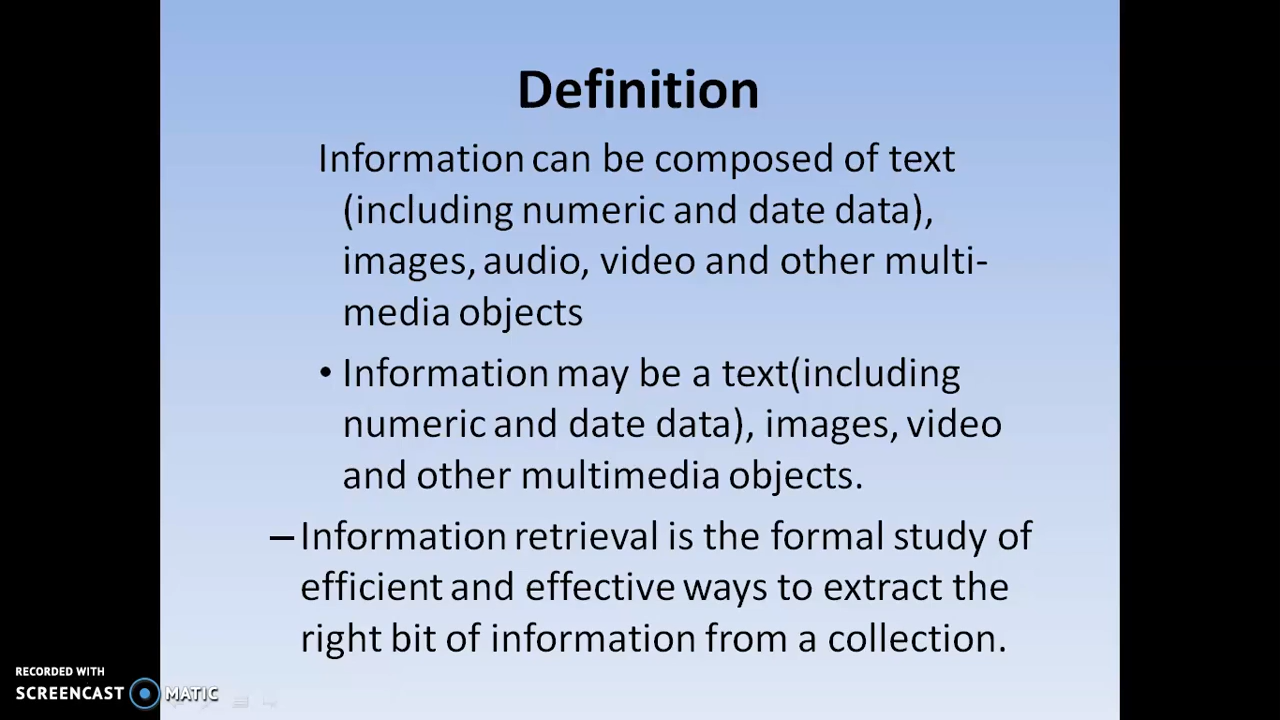 Definition
Information can be composed of text
(including numeric and date data),
images, audio, video and other multi-
media objects
• Information may be a text(including
numeric and date data), images, video
and other multimedia objects.
– Information retrieval is the formal study of
efficient and effective ways to extract the
right bit of information from a collection.
RECORDED WITH
SCREENCAST MATIC